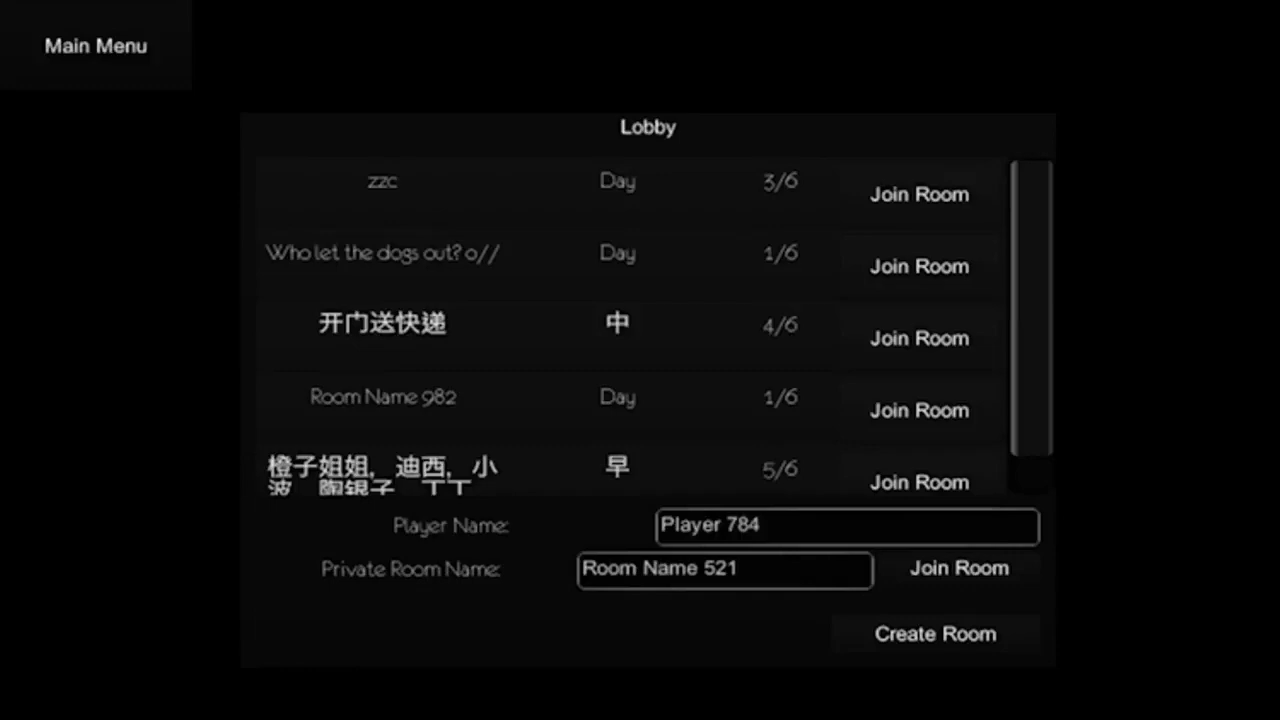 Main Menu
Lobby
zzc Day 3/6 Join Room
Who let the dogs out? o// Day 1/6 Join Room
开门送快递 中 4/6 Join Room
Room Name 982 Day 1/6 Join Room
橙子姐姐，迪西，小 早 5/6 Join Room
波
Player Name: Player 784
Private Room Name: Room Name 521 Join Room
Create Room